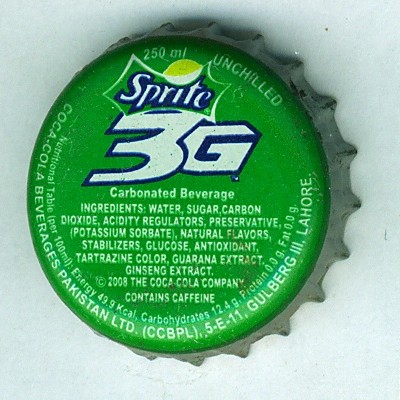 250 ml
UNCHILLED
Sprite
3G
Carbonated Beverage
INGREDIENTS: WATER, SUGAR, CARBON
DIOXIDE, ACIDITY REGULATORS, PRESERVATIVE,
(POTASSIUM SORBATE), NATURAL FLAVORS,
STABILIZERS, GLUCOSE, ANTIOXIDANT,
TARTRAZINE COLOR, GUARANA EXTRACT,
GINSENG EXTRACT.
© 2008 THE COCA COLA COMPANY
CONTAINS CAFFEINE
Nutritional Table (per 100ml): Energy 49.9 Kcal, Carbohydrates 12.4 g, Protein 0.0 g, Fat 0.0 g.
COCA-COLA BEVERAGES PAKISTAN LTD. (CCBPL), 5-E-11, GULBERG III, LAHORE.